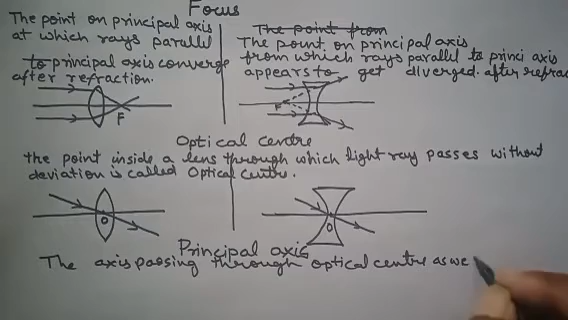 Focus
The point on principal axis
at which rays parallel
to principal axis converge
after refraction.
The point from
The point on principal axis
from which rays parallel to princi axis
appears to get diverged after refrac
F
F
Optical centre
The point inside a lens through which light ray passes without
deviation is called Optical Centre.
O
O
Principal axis
The axis passing through optical centre as we